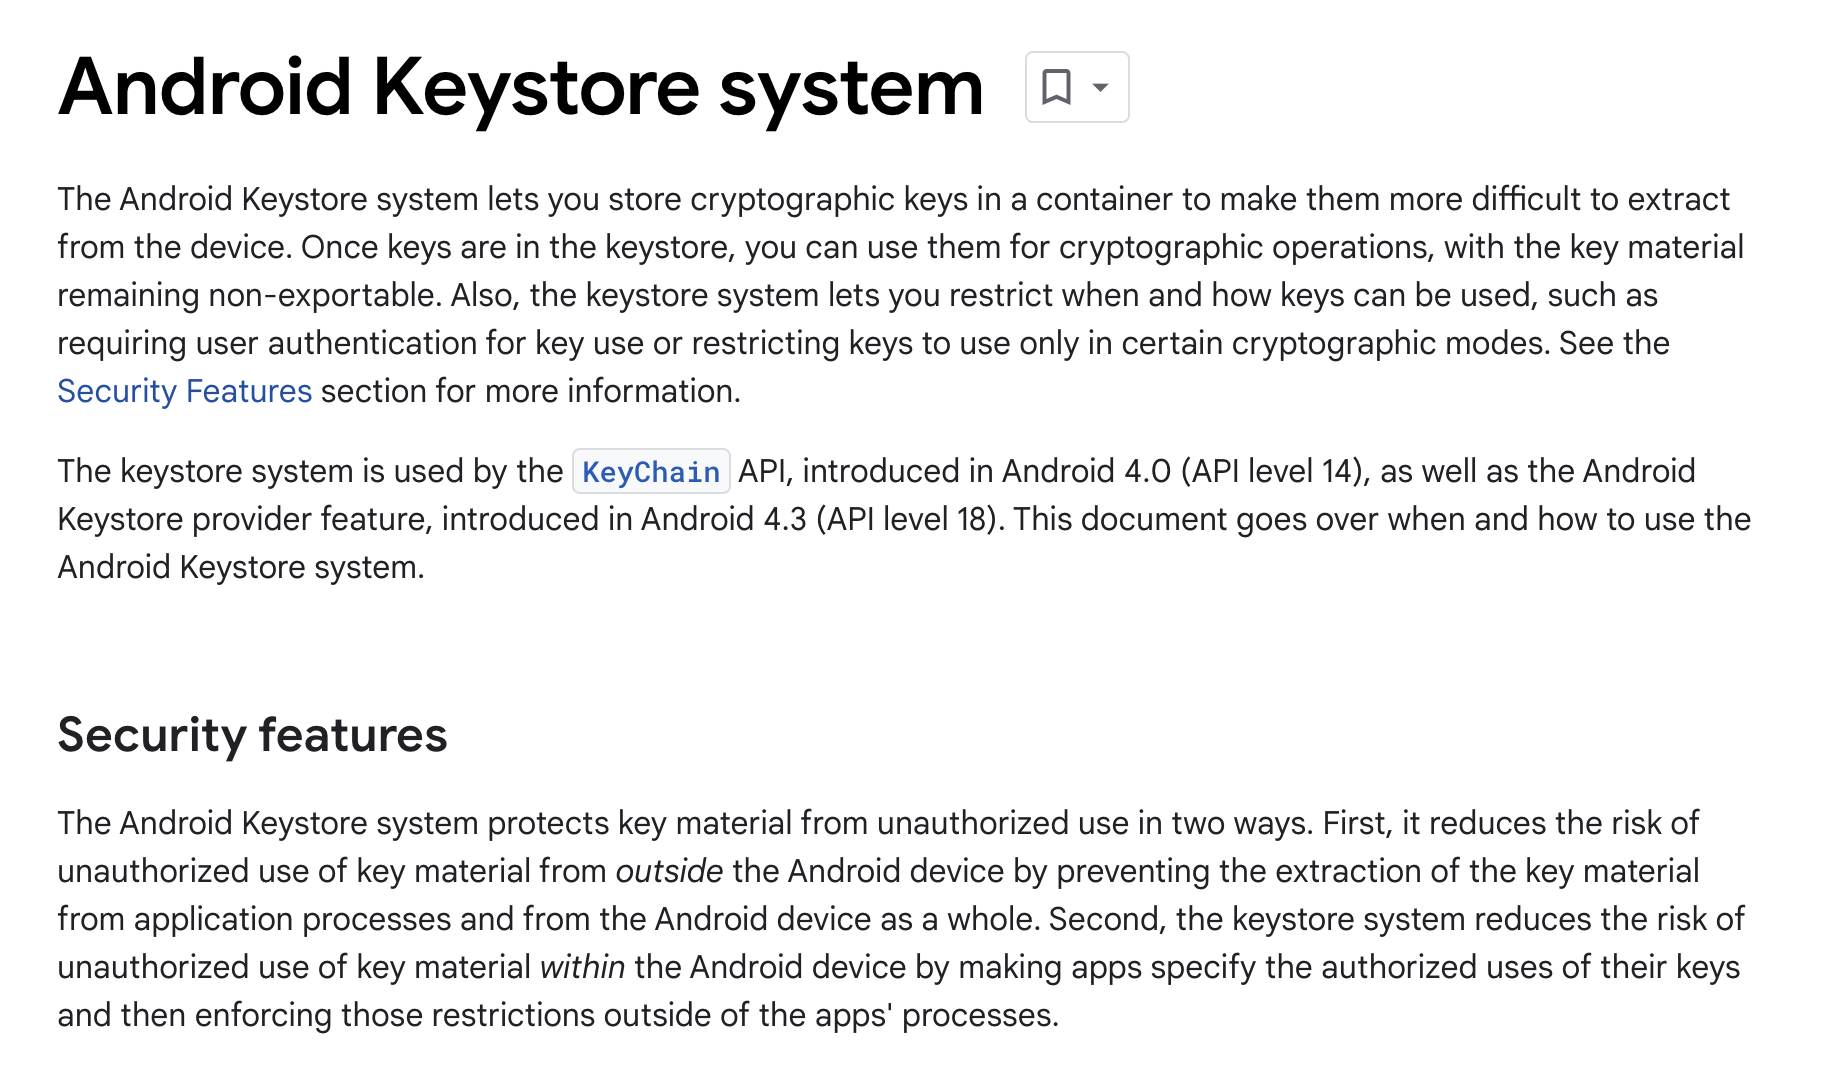 Android Keystore system
The Android Keystore system lets you store cryptographic keys in a container to make them more difficult to extract
from the device. Once keys are in the keystore, you can use them for cryptographic operations, with the key material
remaining non-exportable. Also, the keystore system lets you restrict when and how keys can be used, such as
requiring user authentication for key use or restricting keys to use only in certain cryptographic modes. See the
Security Features section for more information.
The keystore system is used by the KeyChain API, introduced in Android 4.0 (API level 14), as well as the Android
Keystore provider feature, introduced in Android 4.3 (API level 18). This document goes over when and how to use the
Android Keystore system.
Security features
The Android Keystore system protects key material from unauthorized use in two ways. First, it reduces the risk of
unauthorized use of key material from outside the Android device by preventing the extraction of the key material
from application processes and from the Android device as a whole. Second, the keystore system reduces the risk of
unauthorized use of key material within the Android device by making apps specify the authorized uses of their keys
and then enforcing those restrictions outside of the apps' processes.